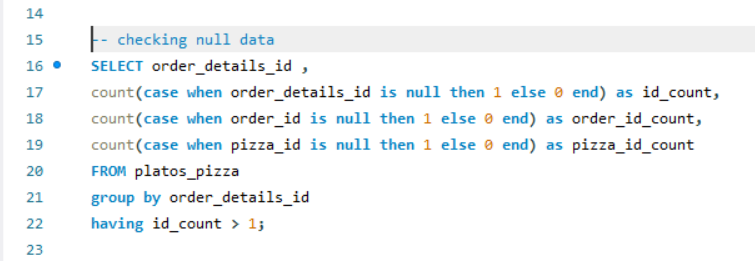 14
15 -- checking null data
16 SELECT order_details_id ,
17 count(case when order_details_id is null then 1 else 0 end) as id_count,
18 count(case when order_id is null then 1 else 0 end) as order_id_count,
19 count(case when pizza_id is null then 1 else 0 end) as pizza_id_count
20 FROM platos_pizza
21 group by order_details_id
22 having id_count > 1;
23